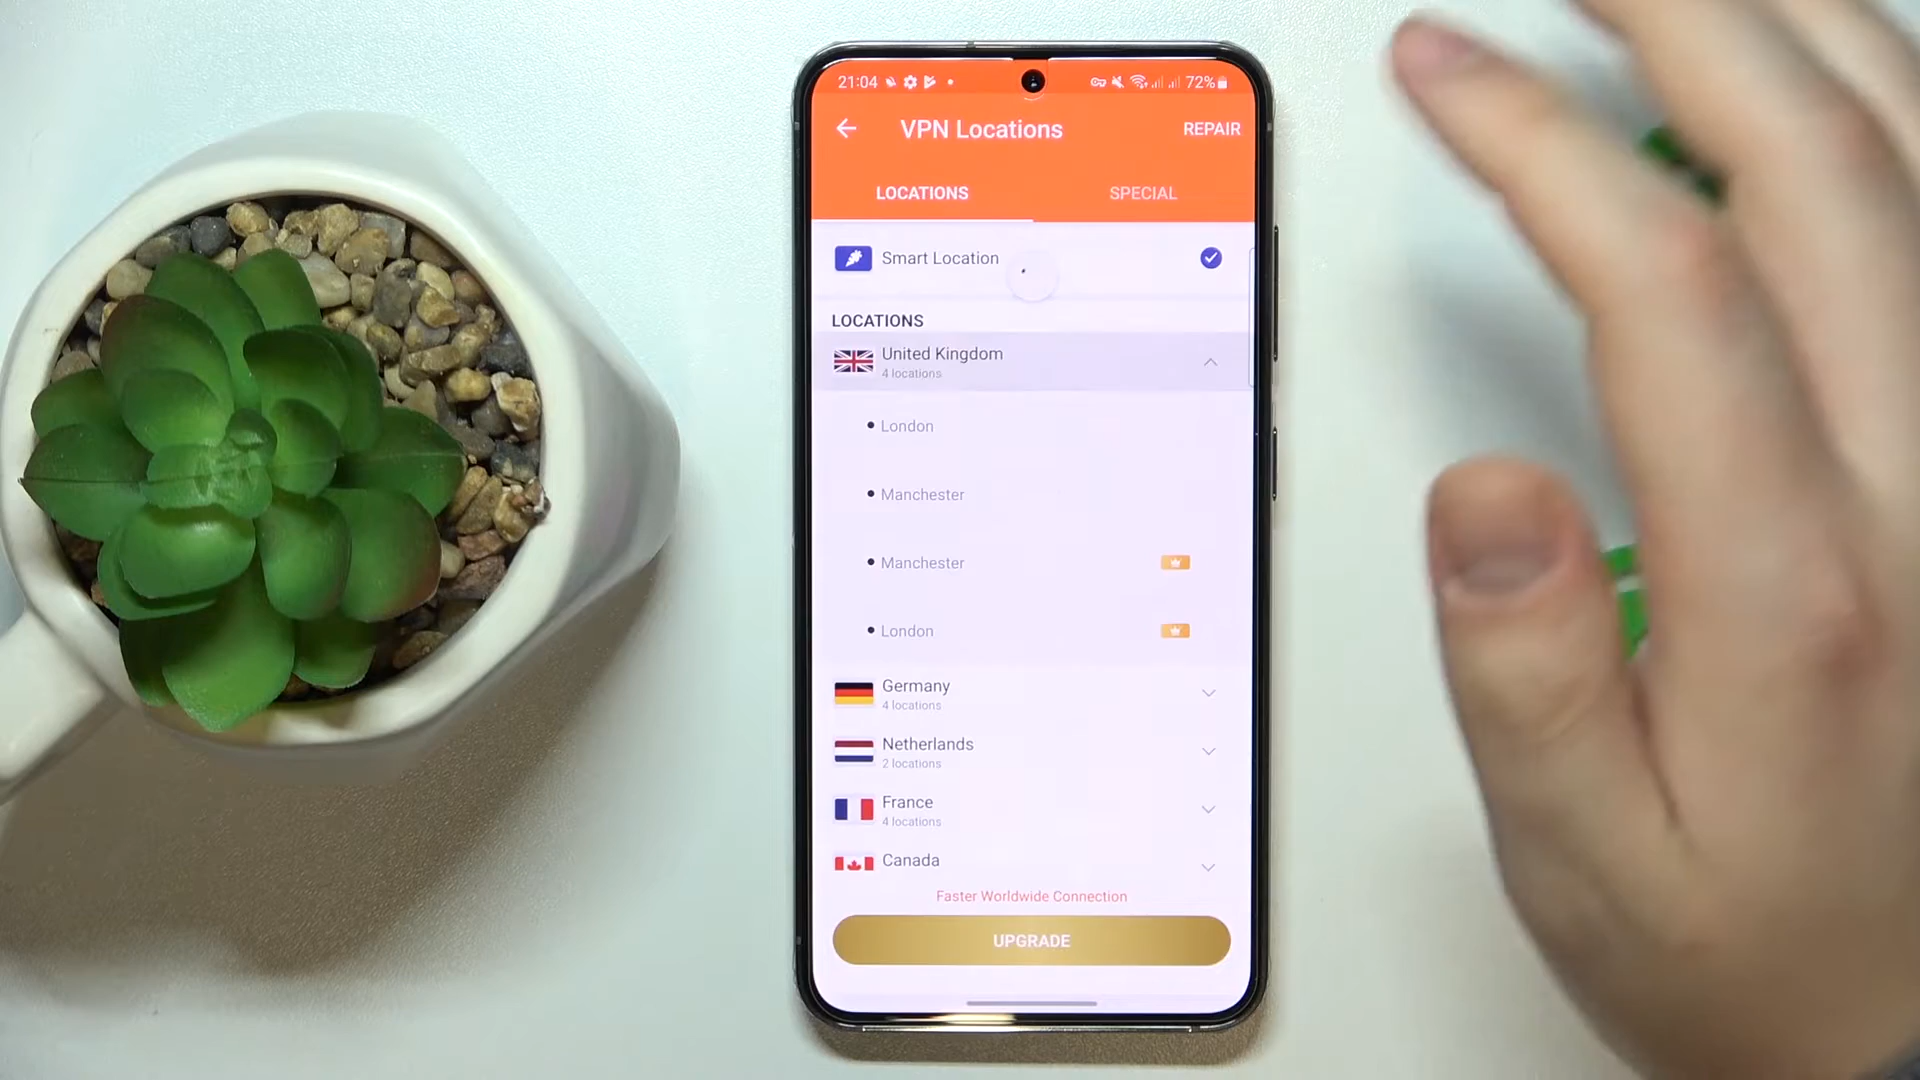 21:04
72%
VPN Locations
REPAIR
LOCATIONS
SPECIAL
Smart Location
LOCATIONS
United Kingdom
4 locations
London
Manchester
Manchester
London
Germany
4 locations
Netherlands
2 locations
France
4 locations
Canada
Faster Worldwide Connection
UPGRADE